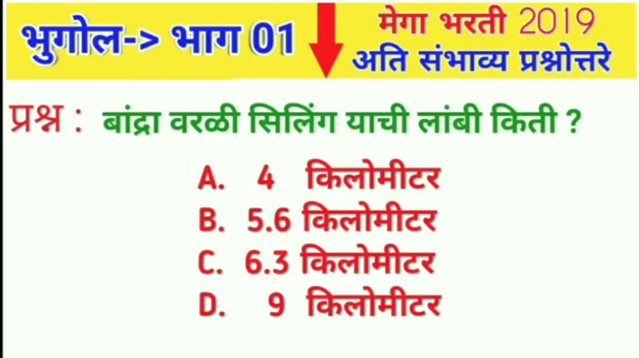 भुगोल-> भाग 01
मेगा भरती 2019
अति संभाव्य प्रश्नोत्तरे
प्रश्न : बांद्रा वरळी सिलिंग याची लांबी किती ?
A. 4 किलोमीटर
B. 5.6 किलोमीटर
C. 6.3 किलोमीटर
D. 9 किलोमीटर